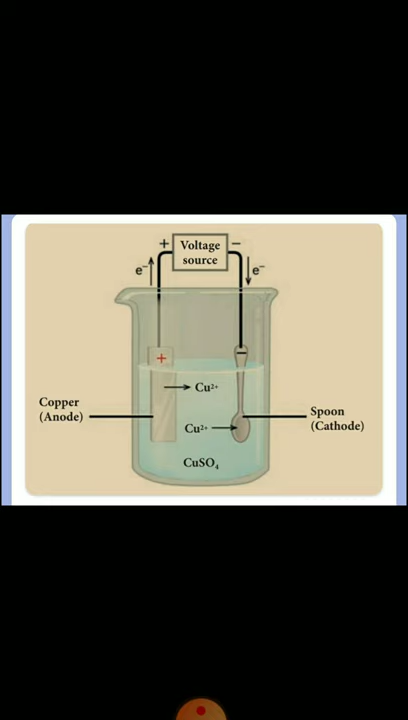 + Voltage −
source
e⁻ e⁻
+ −
Cu²⁺
Copper
(Anode)
Spoon
(Cathode)
Cu²⁺
CuSO₄